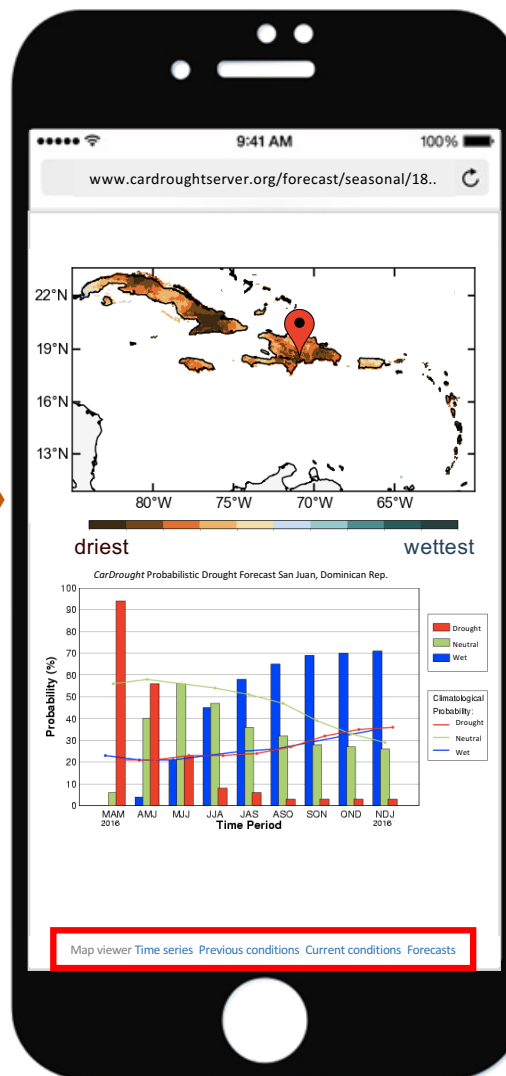 9:41 AM 100%
www.cardroughtserver.org/forecast/seasonal/18..
22°N
19°N
16°N
13°N
80°W 75°W 70°W 65°W
driest wettest
CarDrought Probabilistic Drought Forecast San Juan, Dominican Rep.
Probability (%)
100
90
80
70
60
50
40
30
20
10
0
MAM AMJ MJJ JJA JAS ASO SON OND NDJ
2016 2016
Time Period
Drought
Neutral
Wet
Climatological
Probability:
Drought
Neutral
Wet
Map viewer Time series Previous conditions Current conditions Forecasts